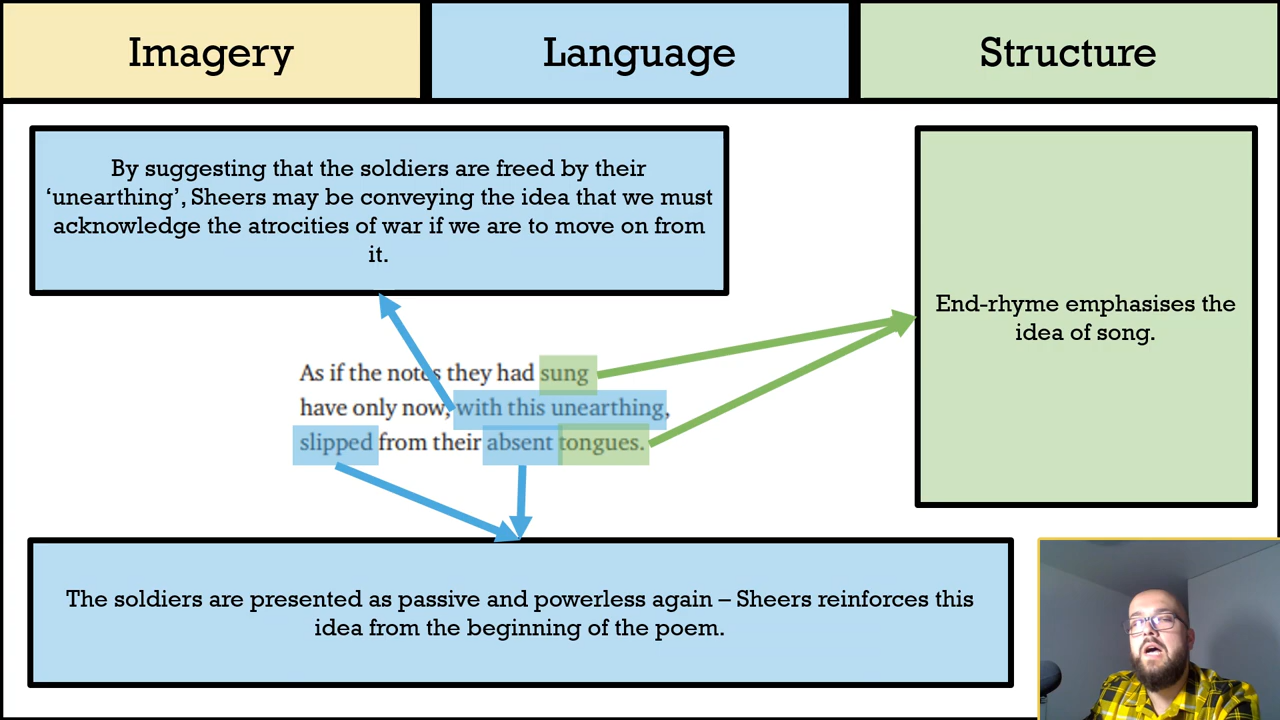 Imagery
Language
Structure
By suggesting that the soldiers are freed by their
‘unearthing’, Sheers may be conveying the idea that we must
acknowledge the atrocities of war if we are to move on from
it.
End-rhyme emphasises the
idea of song.
As if the notes they had sung
have only now, with this unearthing,
slipped from their absent tongues.
The soldiers are presented as passive and powerless again – Sheers reinforces this
idea from the beginning of the poem.